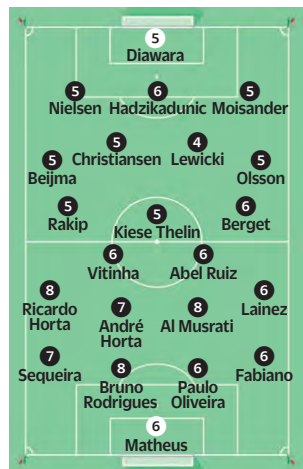 5
Diawara
5 6 5
Nielsen Hadzikadunic Moisander
5 4
Christiansen Lewicki
5 5
Beijma Olsson
5 5 6
Rakip Kiese Thelin Berget
6 6
Vitinha Abel Ruiz
8 7 8 6
Ricardo Horta André Horta Al Musrati Lainez
7 8 6 6
Sequeira Bruno Rodrigues Paulo Oliveira Fabiano
6
Matheus